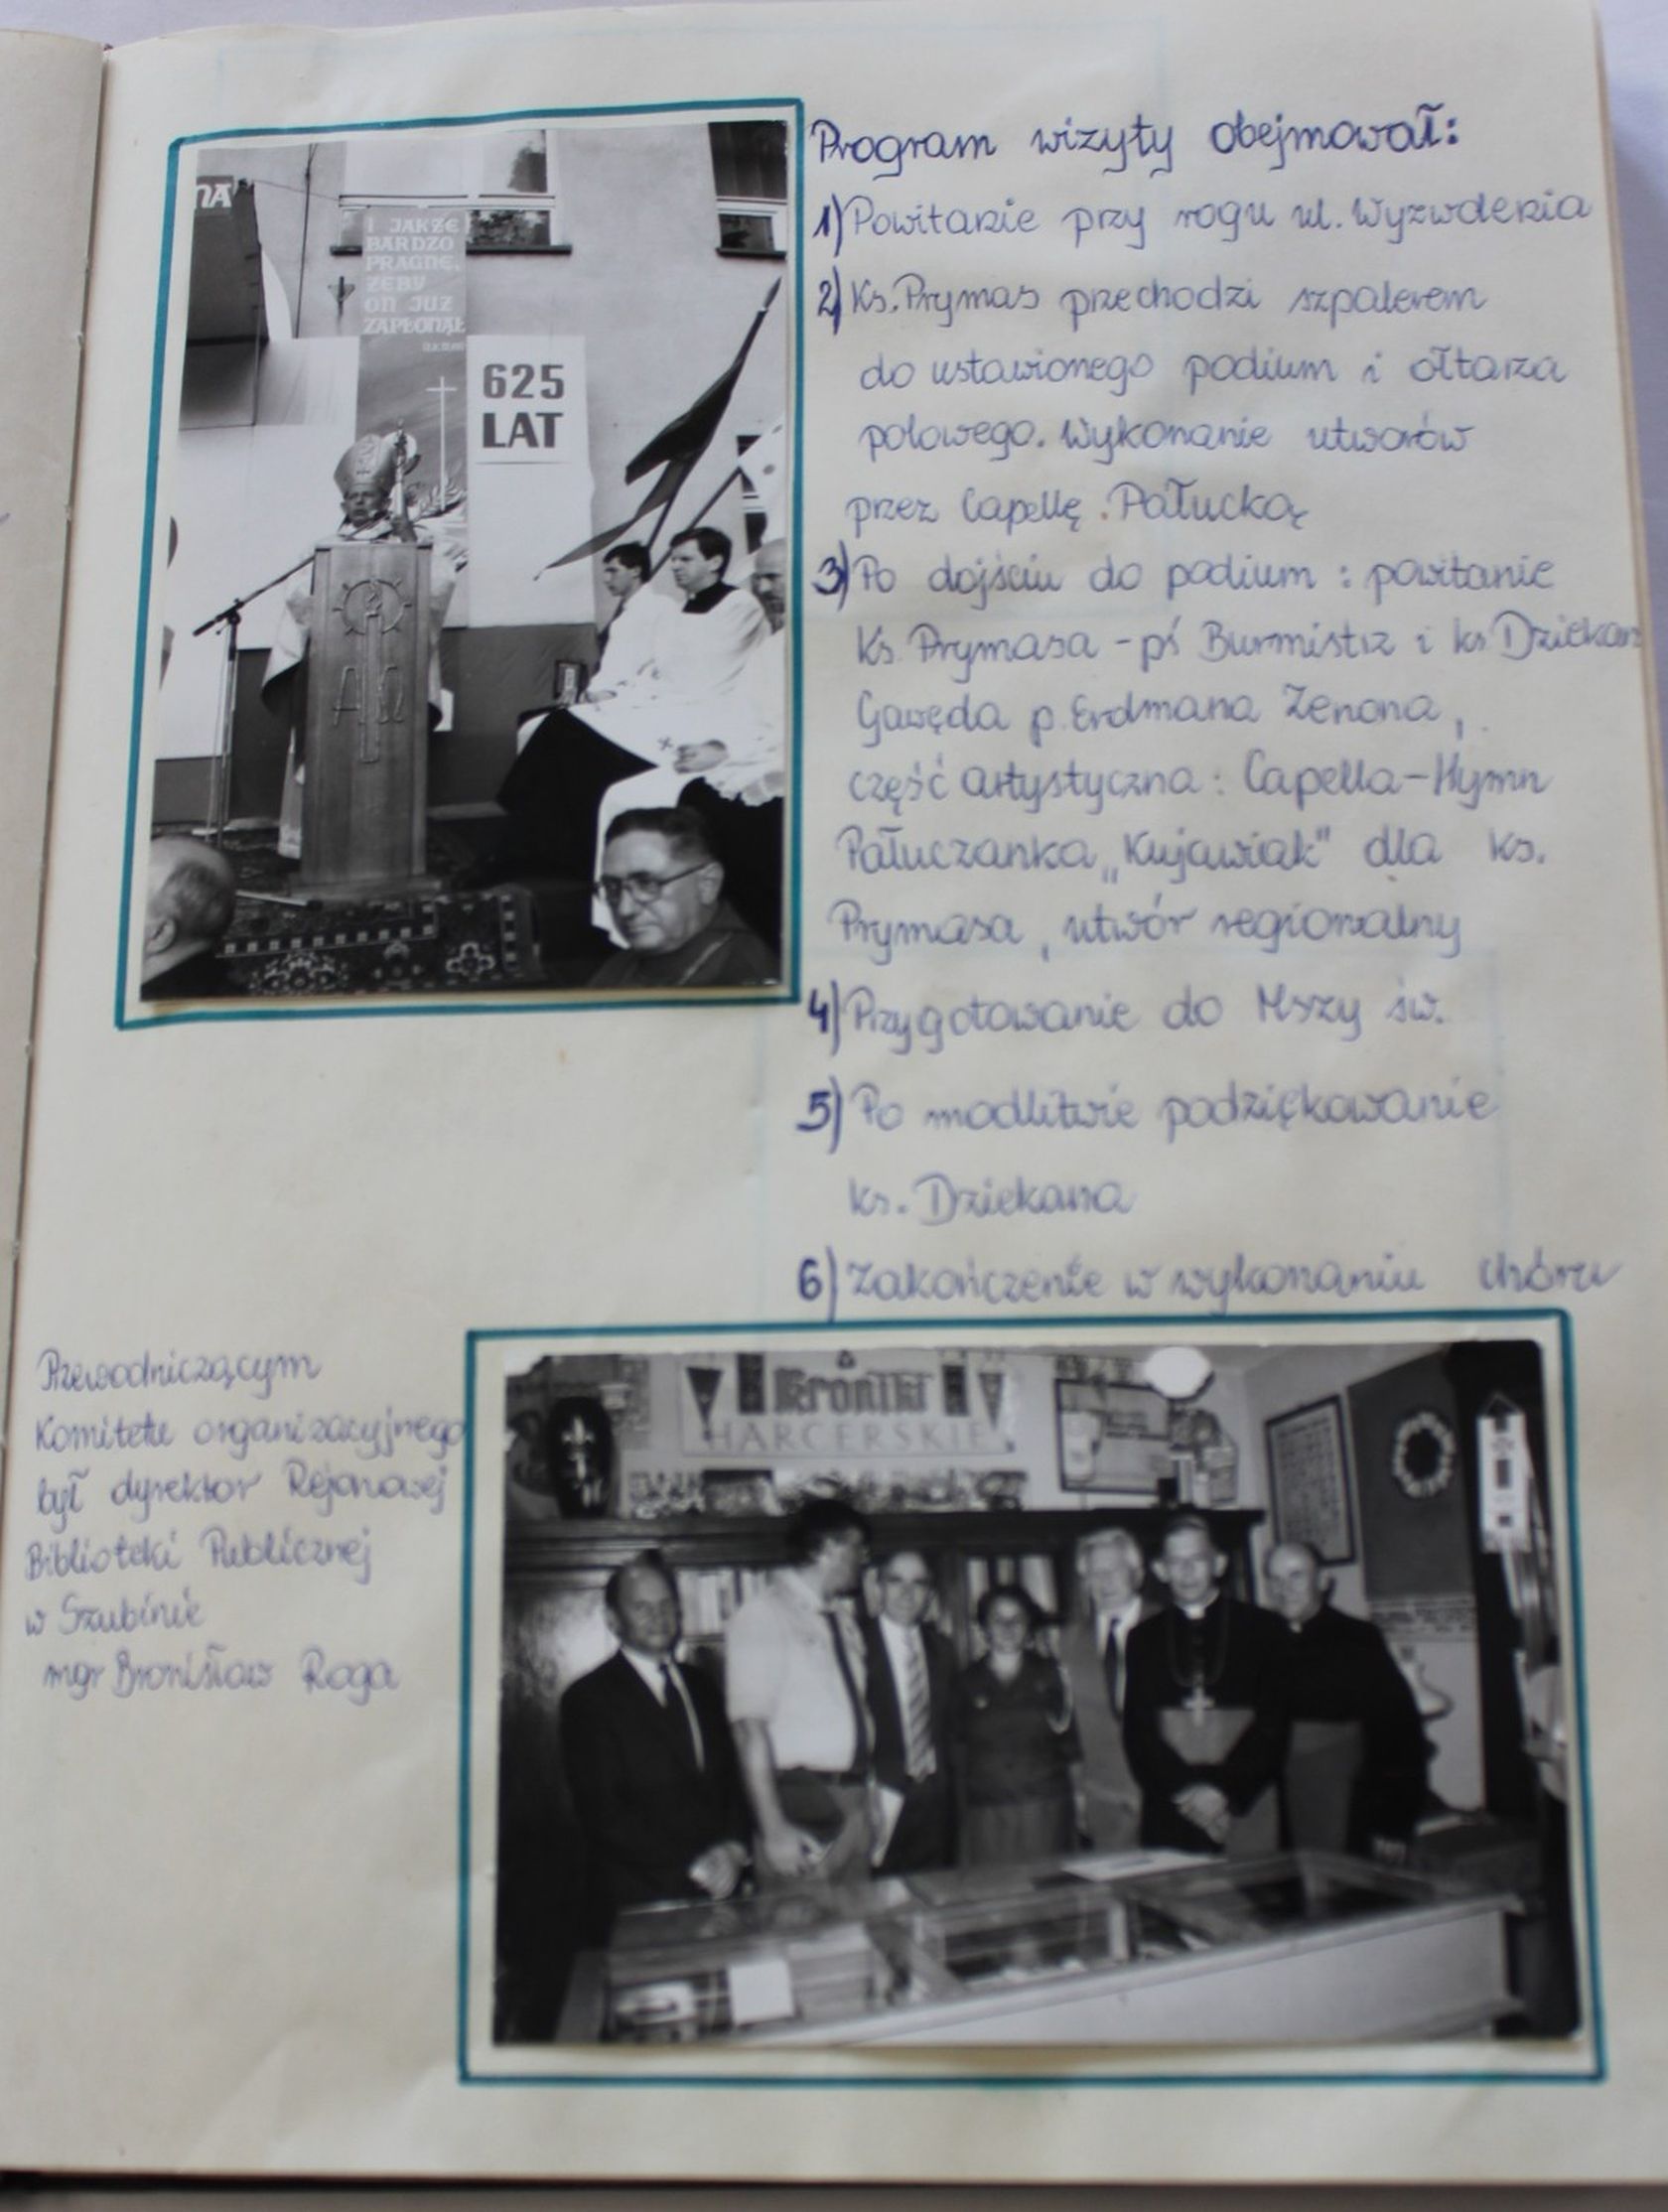 NA
I JAKŻE
BARDZO
PRAGNĘ,
ŻEBY
ON JUŻ
ZAPŁONĄŁ
625
LAT
A Ω
Program wizyty obejmował:
1) Powitanie przy rogu ul. Wyzwolenia
2) Ks. Prymas przechodzi szpalerem
do ustawionego podium i ołtarza
polowego. Wykonanie utworów
przez Capellę Pałucką
3) Po dojściu do podium : powitanie
Ks. Prymasa - p Burmistrz i ks Dziekan
Gawęda p. Erdmana Zenona,
część artystyczna : Capella-Hymn
Pałuczanka „Kujawiak" dla ks.
Prymasa, utwór regionalny
4) Przygotowanie do Mszy św.
5) Po modlitwie podziękowanie
ks. Dziekana
6) Zakończenie w wykonaniu chóru
Przewodniczącym
Komitetu organizacyjnego
był dyrektor Rejonowej
Biblioteki Publicznej
w Szubinie
mgr Bronisław Roga
Kroniki
HARCERSKIE